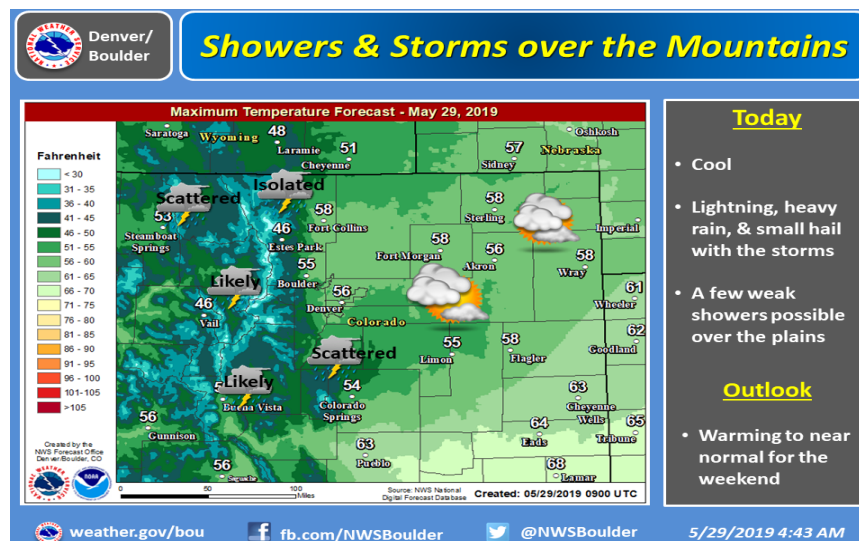 Denver/
Boulder
Showers & Storms over the Mountains
Maximum Temperature Forecast - May 29, 2019
Fahrenheit
< 30
31 - 35
36 - 40
41 - 45
46 - 50
51 - 55
56 - 60
61 - 65
66 - 70
71 - 75
76 - 80
81 - 85
86 - 90
91 - 95
96 - 100
101-105
>105
Created by the
NWS Forecast Office
Denver/Boulder, CO
Saratoga
Wyoming
48
Laramie
51
Cheyenne
57
Sidney
Oshkosh
Nebraska
Scattered
53
Steamboat
Springs
Isolated
58
Fort Collins
46
Estes Park
58
Sterling
Imperial
58
Fort Morgan
56
Akron
58
Wray
Likely
46
Vail
55
Boulder
56
Denver
Colorado
61
Wheeler
62
Goodland
Scattered
55
Limon
58
Flagler
Likely
Buena Vista
54
Colorado
Springs
63
Cheyenne
Wells
56
Gunnison
64
Eads
65
Tribune
63
Pueblo
56
Saguache
68
Lamar
0
50
100
Miles
Source: NWS National
Digital Forecast Database
Created: 05/29/2019 0900 UTC
Today
• Cool
• Lightning, heavy
rain, & small hail
with the storms
• A few weak
showers possible
over the plains
Outlook
• Warming to near
normal for the
weekend
weather.gov/bou
fb.com/NWSBoulder
@NWSBoulder
5/29/2019 4:43 AM